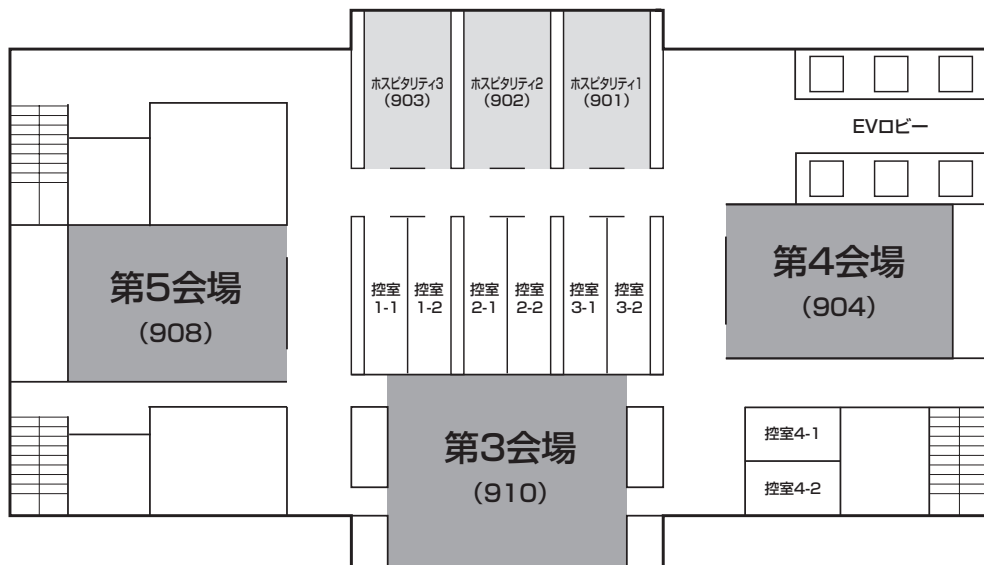 ホスピタリティ3
(903)
ホスピタリティ2
(902)
ホスピタリティ1
(901)
EVロビー
第5会場
(908)
控室
1-1
控室
1-2
控室
2-1
控室
2-2
控室
3-1
控室
3-2
第4会場
(904)
第3会場
(910)
控室4-1
控室4-2